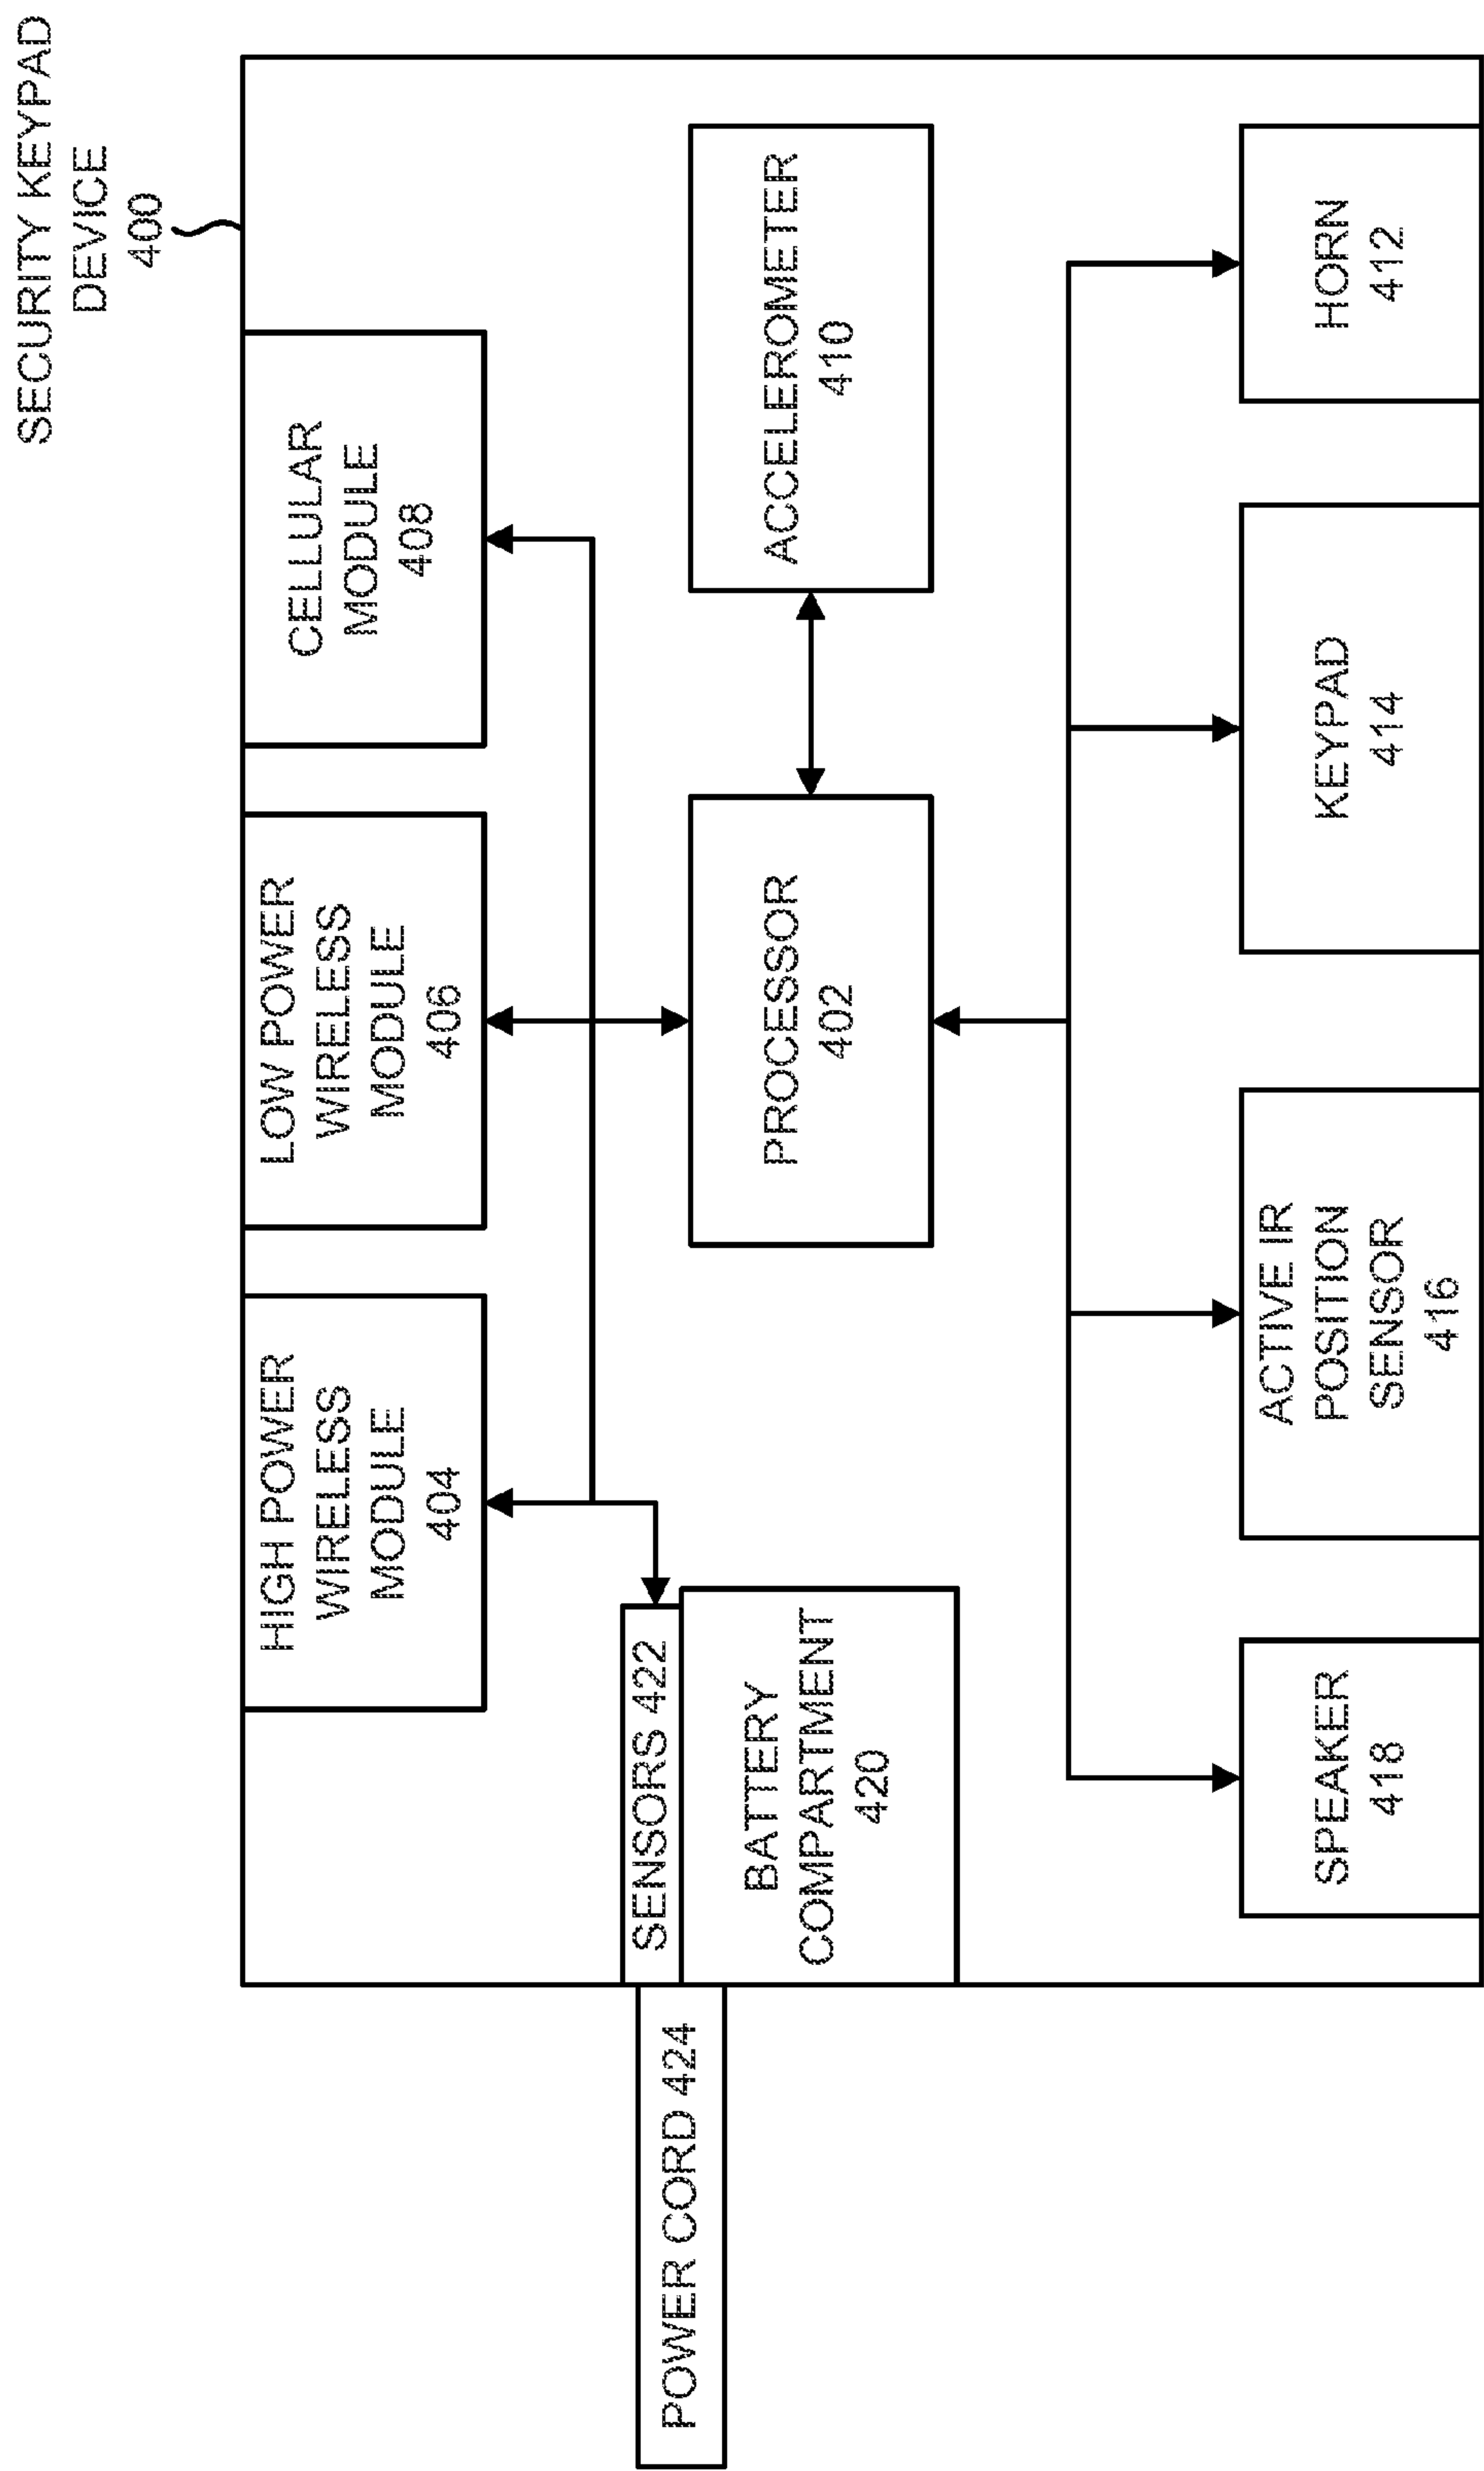 SECURITY KEYPAD
DEVICE
400
HIGH POWER
WIRELESS
MODULE
404
LOW POWER
WIRELESS
MODULE
406
CELLULAR
MODULE
408
SENSORS 422
POWER CORD 424
BATTERY
COMPARTMENT
420
PROCESSOR
402
ACCELEROMETER
410
SPEAKER
418
ACTIVE IR
POSITION
SENSOR
416
KEYPAD
414
HORN
412